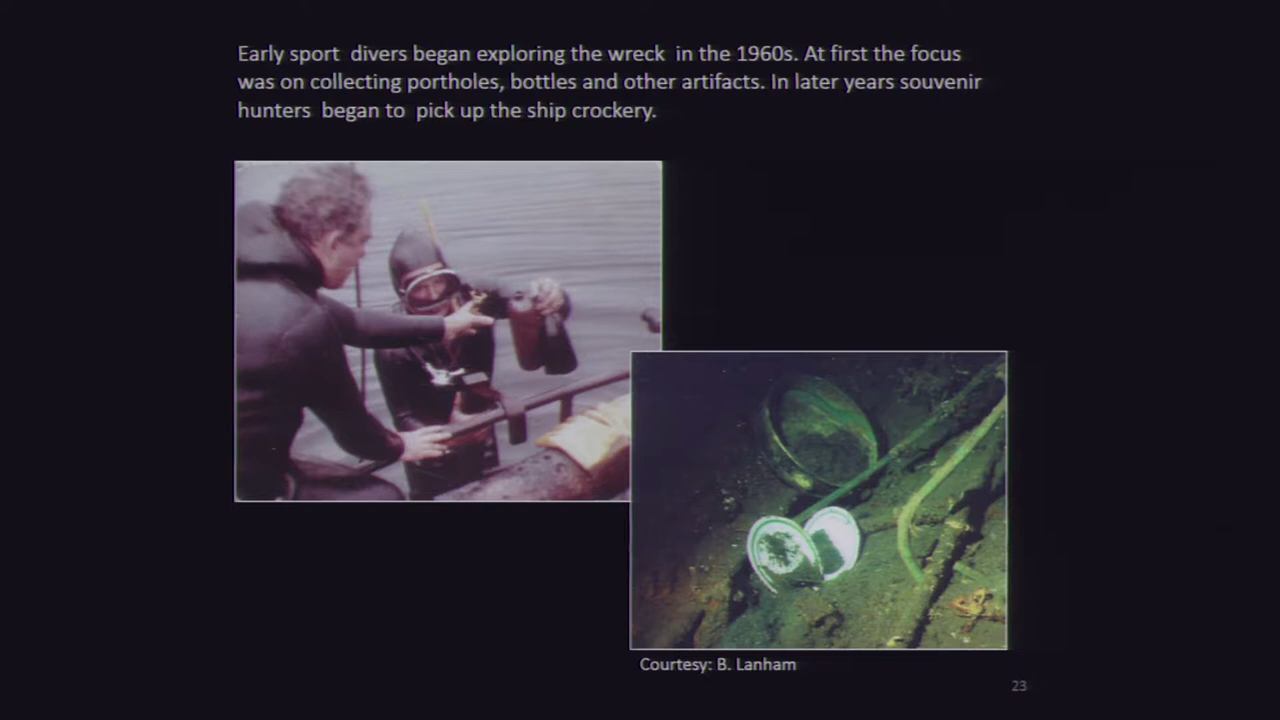 Early sport divers began exploring the wreck in the 1960s. At first the focus
was on collecting portholes, bottles and other artifacts. In later years souvenir
hunters began to pick up the ship crockery.
Courtesy: B. Lanham
23